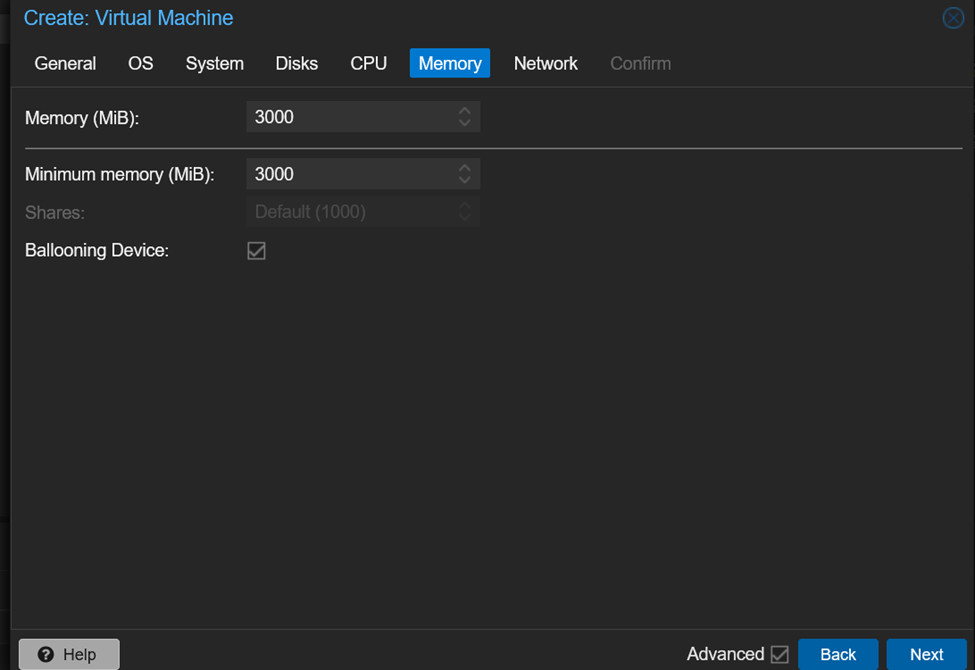 Create: Virtual Machine
General OS System Disks CPU Memory Network Confirm
Memory (MiB): 3000
Minimum memory (MiB): 3000
Shares: Default (1000)
Ballooning Device:
Help Advanced Back Next